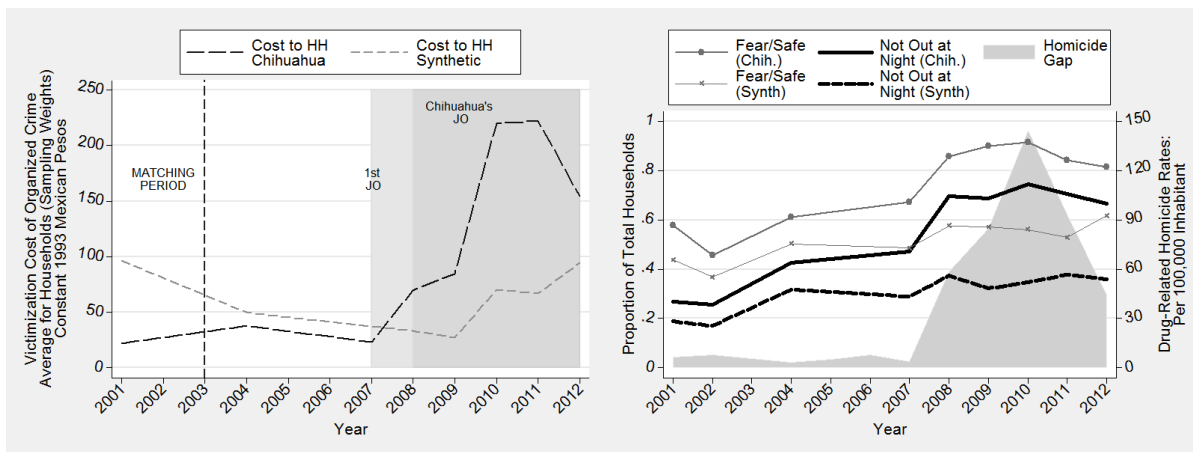 Cost to HH
Chihuahua
Cost to HH
Synthetic
Victimization Cost of Organized Crime
Average for Households (Sampling Weights)
Constant 1993 Mexican Pesos
250
200
150
100
50
0
MATCHING
PERIOD
1st
JO
Chihuahua's
JO
2001
2002
2003
2004
2005
2006
2007
2008
2009
2010
2011
2012
Year
Fear/Safe
(Chih.)
Not Out at
Night (Chih.)
Homicide
Gap
Fear/Safe
(Synth)
Not Out at
Night (Synth)
Proportion of Total Households
1
.8
.6
.4
.2
0
150
120
90
60
30
0
Drug-Related Homicide Rates:
Per 100,000 Inhabitant
2001
2002
2003
2004
2005
2006
2007
2008
2009
2010
2011
2012
Year